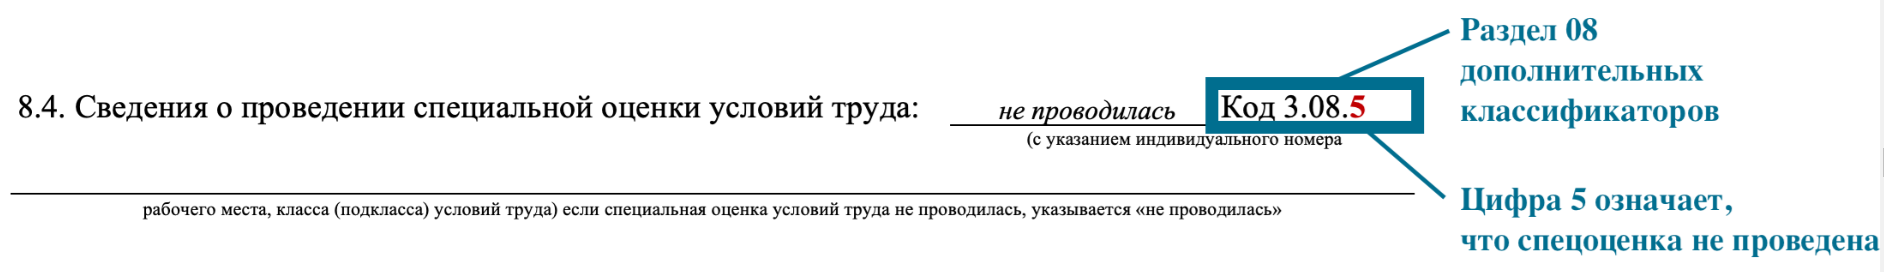 Раздел 08
дополнительных
классификаторов
8.4. Сведения о проведении специальной оценки условий труда: не проводилась Код 3.08.5
(с указанием индивидуального номера
рабочего места, класса (подкласса) условий труда) если специальная оценка условий труда не проводилась, указывается «не проводилась»
Цифра 5 означает,
что спецоценка не проведена